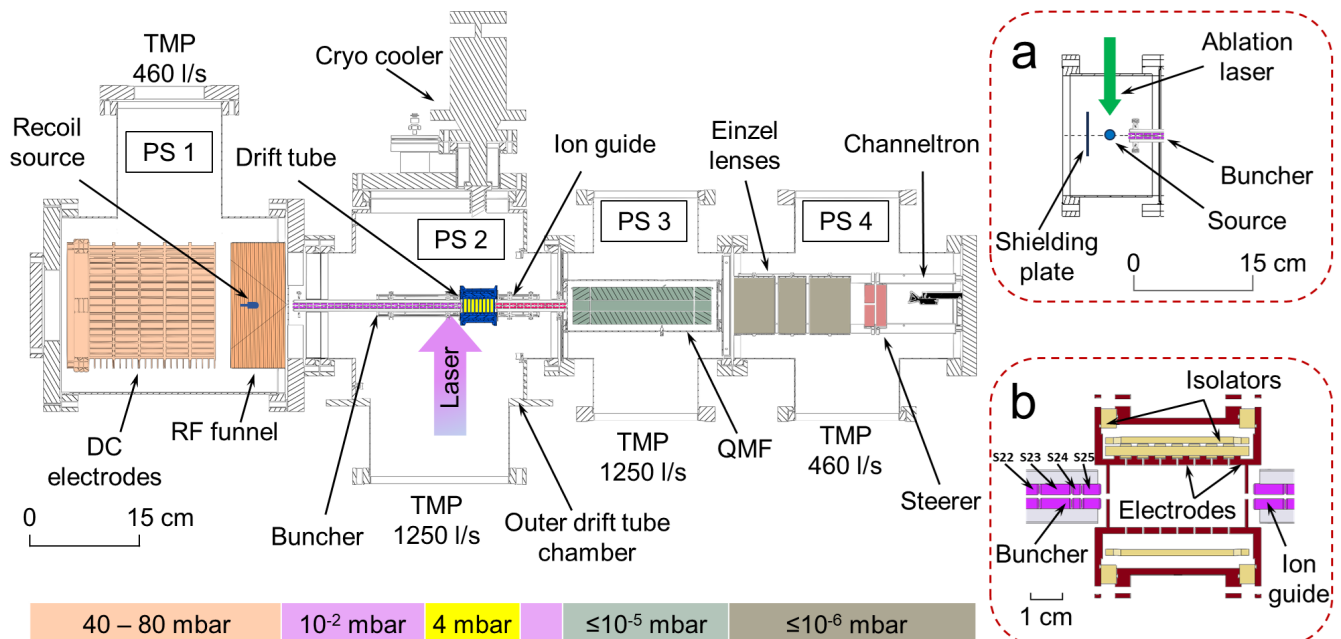 TMP
460 l/s
Cryo cooler
Recoil
source
PS 1
Drift tube
Ion guide
Einzel
lenses
Channeltron
PS 2
PS 3
PS 4
Laser
DC
electrodes
RF funnel
TMP
1250 l/s
QMF
TMP
460 l/s
Steerer
0
15 cm
Buncher
TMP
1250 l/s
Outer drift tube
chamber
40 – 80 mbar
10⁻² mbar
4 mbar
≤10⁻⁵ mbar
≤10⁻⁶ mbar
a
Ablation
laser
Buncher
Source
Shielding
plate
0
15 cm
b
Isolators
S22
S23
S24
S25
Electrodes
Buncher
Ion
guide
1 cm